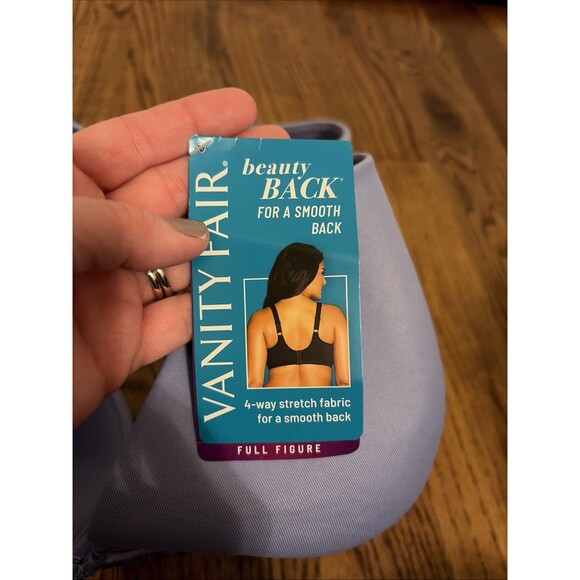 VANITY FAIR®
beauty
BACK®
FOR A SMOOTH
BACK
4-way stretch fabric
for a smooth back
FULL FIGURE